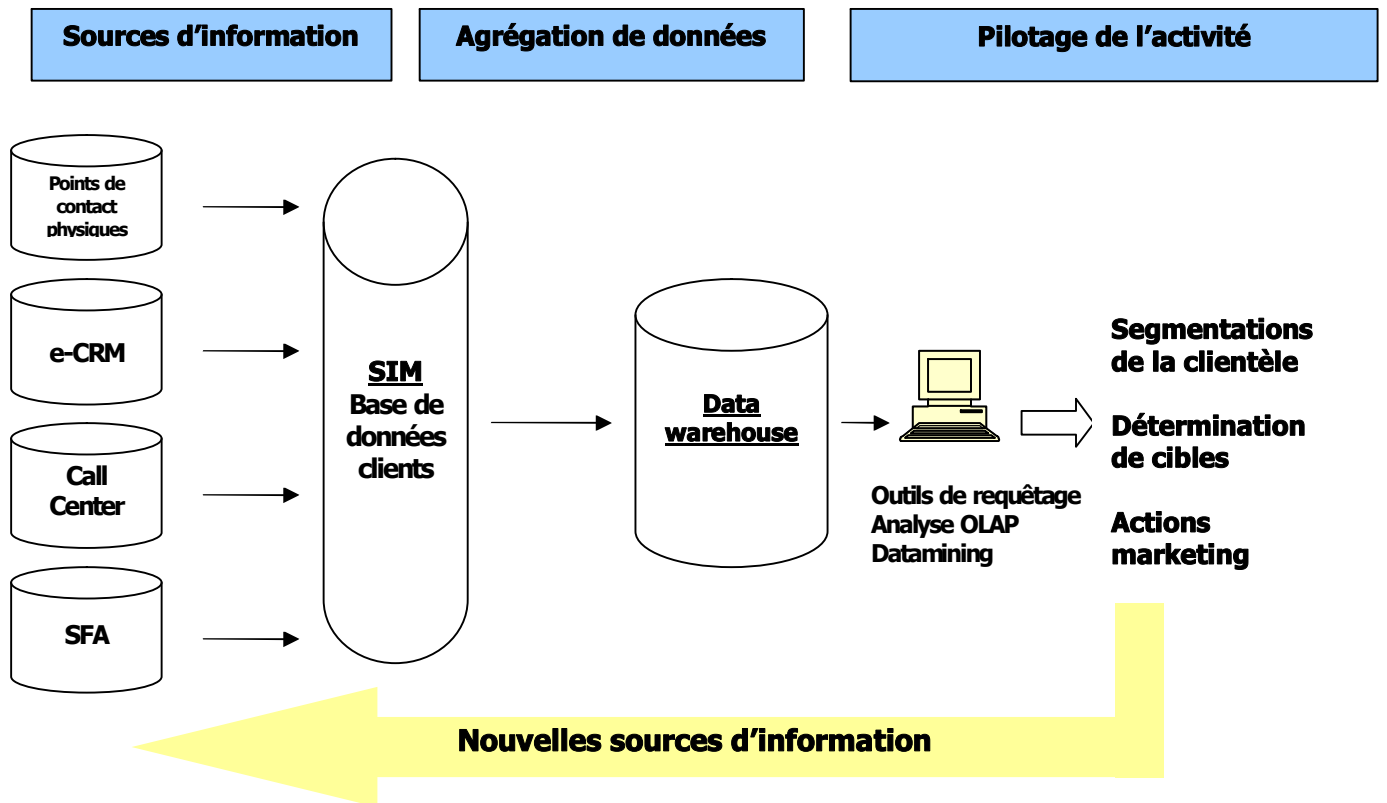 Sources d'information
Agrégation de données
Pilotage de l'activité
Points de
contact
physiques
e-CRM
Call
Center
SFA
SIM
Base de
données
clients
Data
warehouse
Outils de requêtage
Analyse OLAP
Datamining
Segmentations
de la clientèle
Détermination
de cibles
Actions
marketing
Nouvelles sources d'information